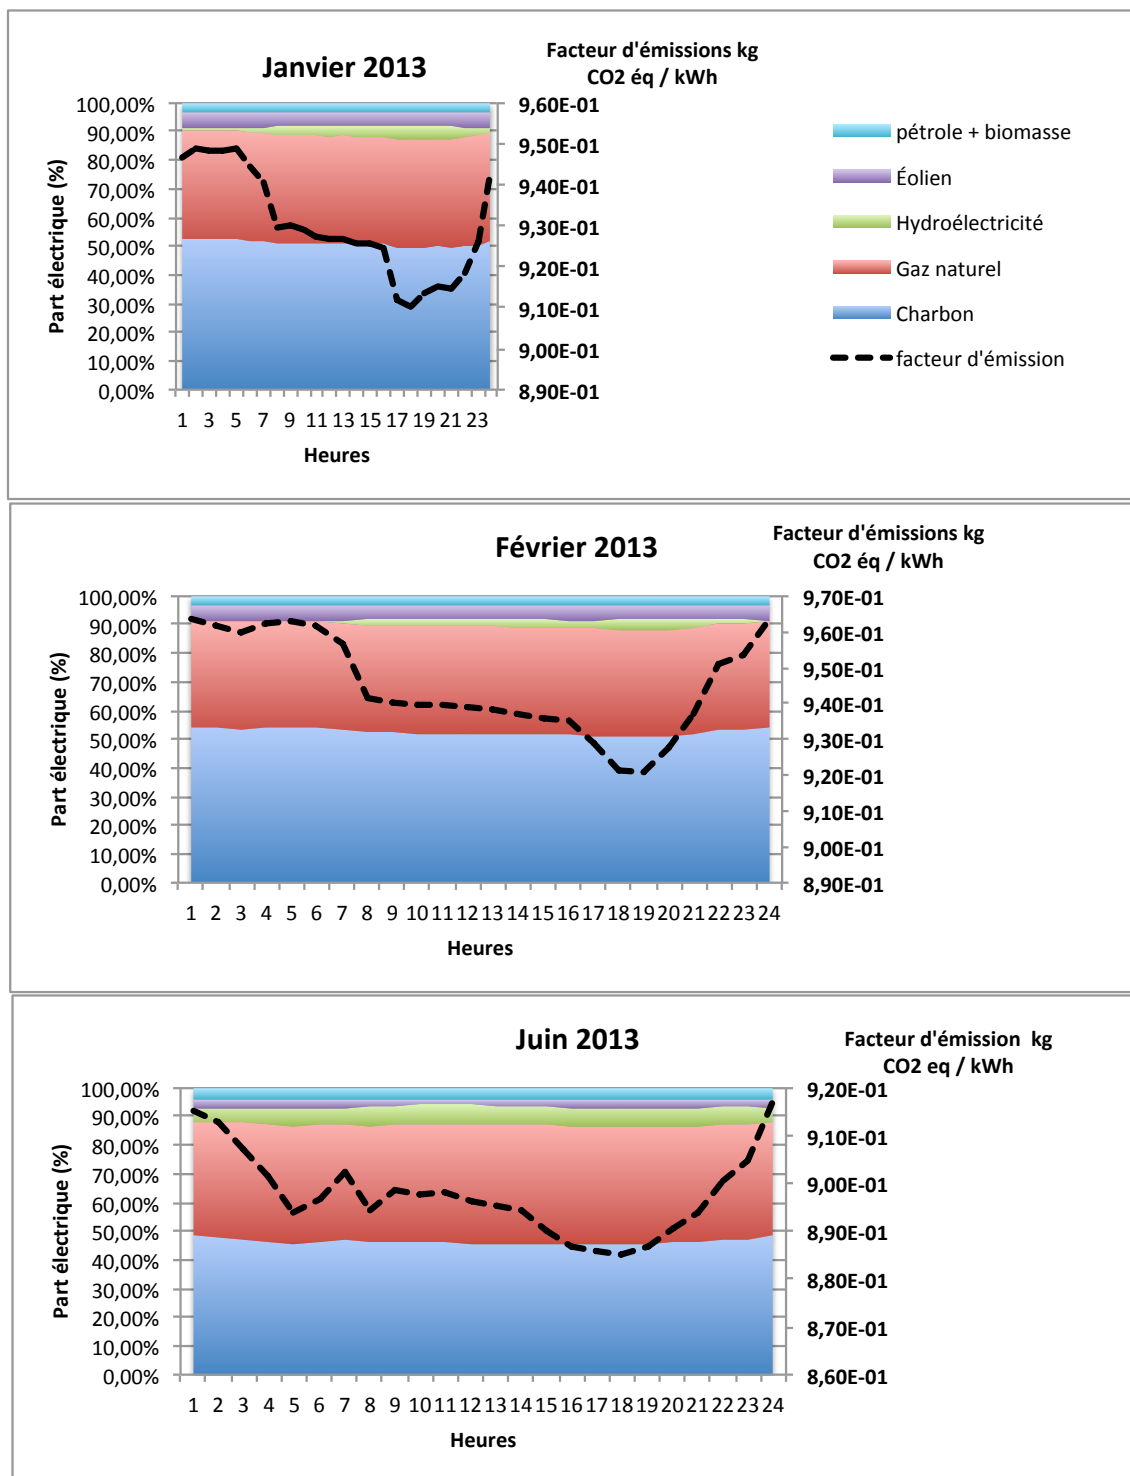 Janvier 2013
Facteur d'émissions kg
CO2 éq / kWh
Part électrique (%)
100,00%
90,00%
80,00%
70,00%
60,00%
50,00%
40,00%
30,00%
20,00%
10,00%
0,00%
9,60E-01
9,50E-01
9,40E-01
9,30E-01
9,20E-01
9,10E-01
9,00E-01
8,90E-01
1 3 5 7 9 11 13 15 17 19 21 23
Heures
pétrole + biomasse
Éolien
Hydroélectricité
Gaz naturel
Charbon
facteur d'émission
Février 2013
Facteur d'émissions kg
CO2 éq / kWh
Part électrique (%)
100,00%
90,00%
80,00%
70,00%
60,00%
50,00%
40,00%
30,00%
20,00%
10,00%
0,00%
9,70E-01
9,60E-01
9,50E-01
9,40E-01
9,30E-01
9,20E-01
9,10E-01
9,00E-01
8,90E-01
1 2 3 4 5 6 7 8 9 10 11 12 13 14 15 16 17 18 19 20 21 22 23 24
Heures
Juin 2013
Facteur d'émission kg
CO2 eq / kWh
Part électrique (%)
100,00%
90,00%
80,00%
70,00%
60,00%
50,00%
40,00%
30,00%
20,00%
10,00%
0,00%
9,20E-01
9,10E-01
9,00E-01
8,90E-01
8,80E-01
8,70E-01
8,60E-01
1 2 3 4 5 6 7 8 9 10 11 12 13 14 15 16 17 18 19 20 21 22 23 24
Heures